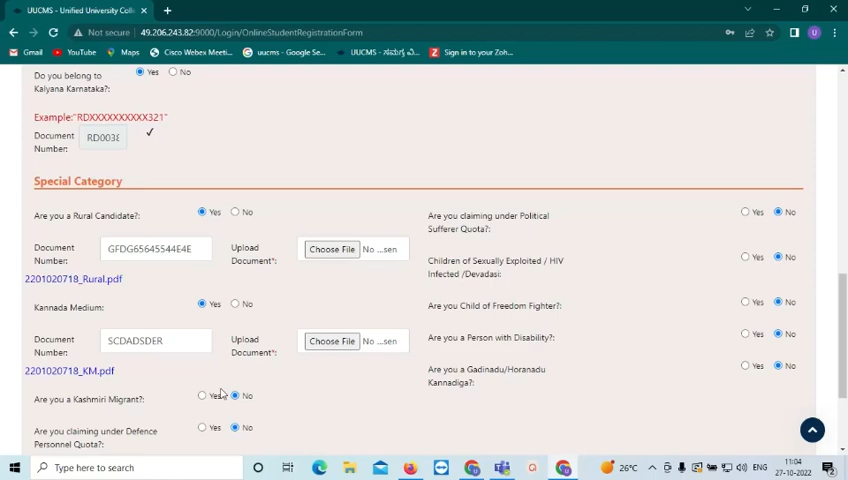 UUCMS - Unified University Colle
Not secure 49.206.243.82:9000/Login/OnlineStudentRegistrationForm
Gmail YouTube Maps Cisco Webex Meeti... uucms - Google Se... UUCMS - ಸಮಗ್ರ ವಿ... Sign in to your Zoh...
Do you belong to Kalyana Karnataka?: Yes No
Example:"RDXXXXXXXXXX321"
Document Number: RD0038
Special Category
Are you a Rural Candidate?: Yes No
Document Number: GFDG65645544E4E Upload Document*: Choose File No ...sen
2201020718_Rural.pdf
Kannada Medium: Yes No
Document Number: SCDADSDER Upload Document*: Choose File No ...sen
2201020718_KM.pdf
Are you a Kashmiri Migrant?: Yes No
Are you claiming under Defence Personnel Quota?: Yes No
Are you claiming under Political Sufferer Quota?: Yes No
Children of Sexually Exploited / HIV Infected /Devadasi: Yes No
Are you Child of Freedom Fighter?: Yes No
Are you a Person with Disability?: Yes No
Are you a Gadinadu/Horanadu Kannadiga?: Yes No
Type here to search
26°C ENG 11:04 27-10-2022